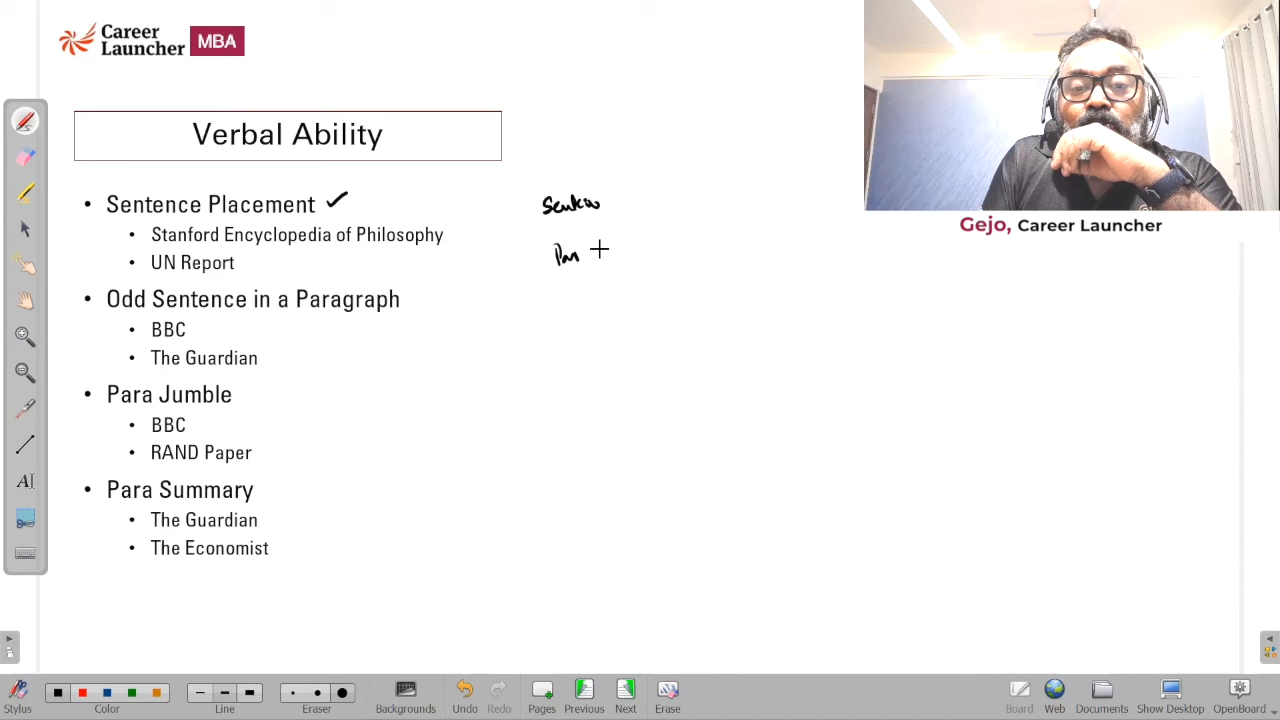 Career
Launcher MBA
Verbal Ability
• Sentence Placement
• Stanford Encyclopedia of Philosophy
• UN Report
• Odd Sentence in a Paragraph
• BBC
• The Guardian
• Para Jumble
• BBC
• RAND Paper
• Para Summary
• The Guardian
• The Economist
Gejo, Career Launcher
Stylus
Color
Line
Eraser
Backgrounds
Undo
Redo
Pages
Previous
Next
Erase
Board
Web
Documents
Show Desktop
OpenBoard